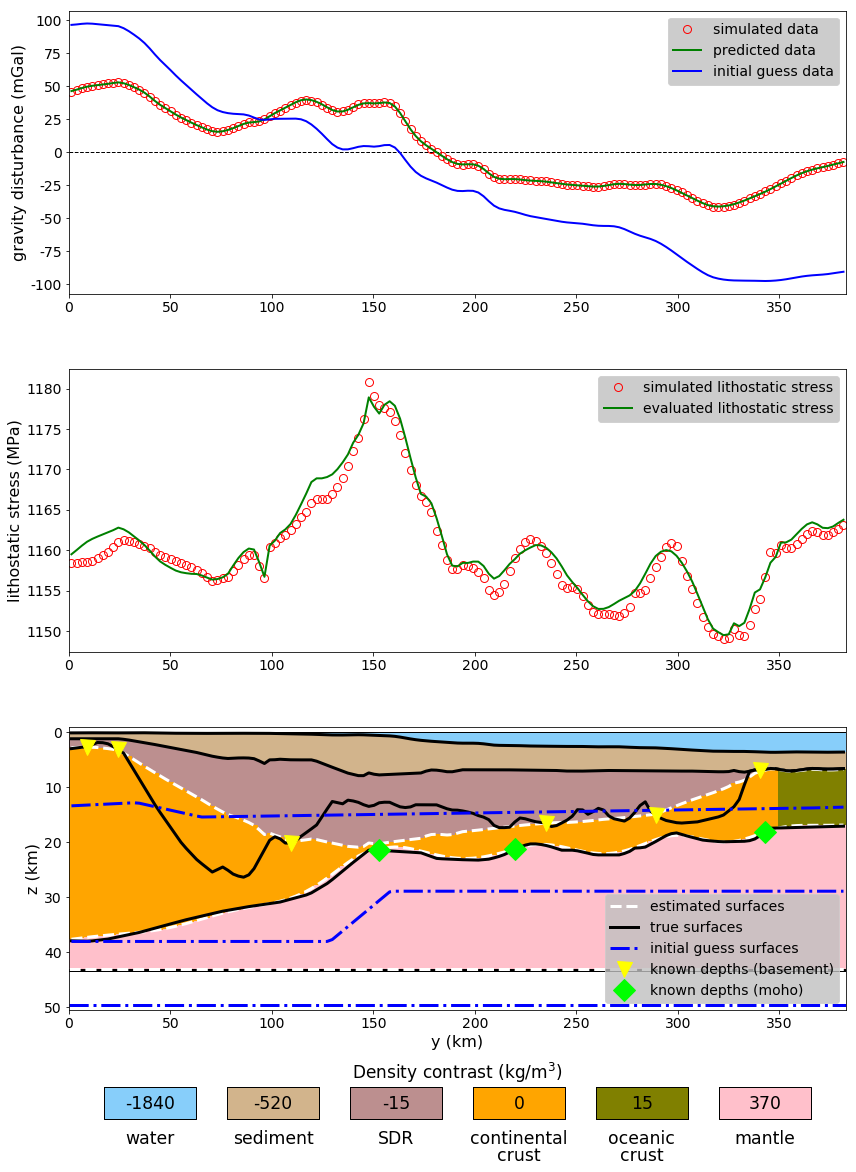 gravity disturbance (mGal)
100
75
50
25
0
-25
-50
-75
-100
simulated data
predicted data
initial guess data
0 50 100 150 200 250 300 350
lithostatic stress (MPa)
1180
1175
1170
1165
1160
1155
1150
simulated lithostatic stress
evaluated lithostatic stress
0 50 100 150 200 250 300 350
z (km)
0
10
20
30
40
50
estimated surfaces
true surfaces
initial guess surfaces
known depths (basement)
known depths (moho)
0 50 100 150 200 250 300 350
y (km)
Density contrast (kg/m³)
-1840 -520 -15 0 15 370
water sediment SDR continental oceanic mantle
crust crust